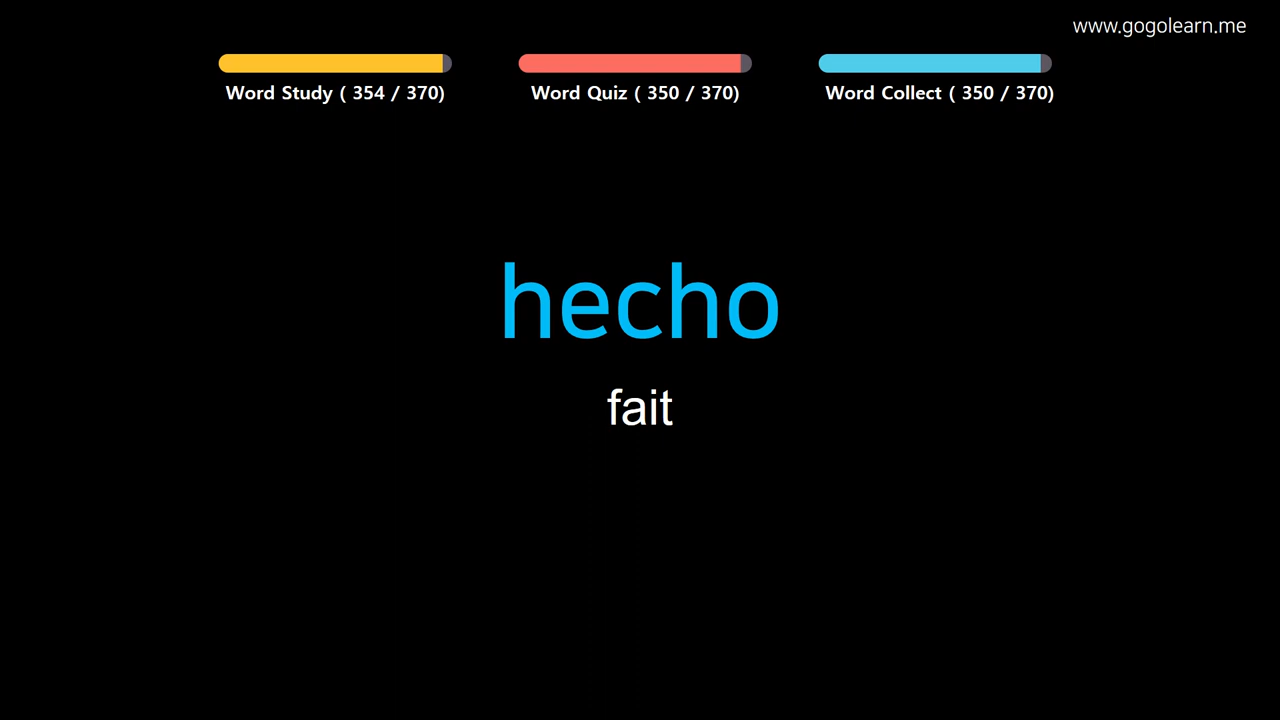 www.gogolearn.me
Word Study ( 354 / 370)
Word Quiz ( 350 / 370)
Word Collect ( 350 / 370)
hecho
fait